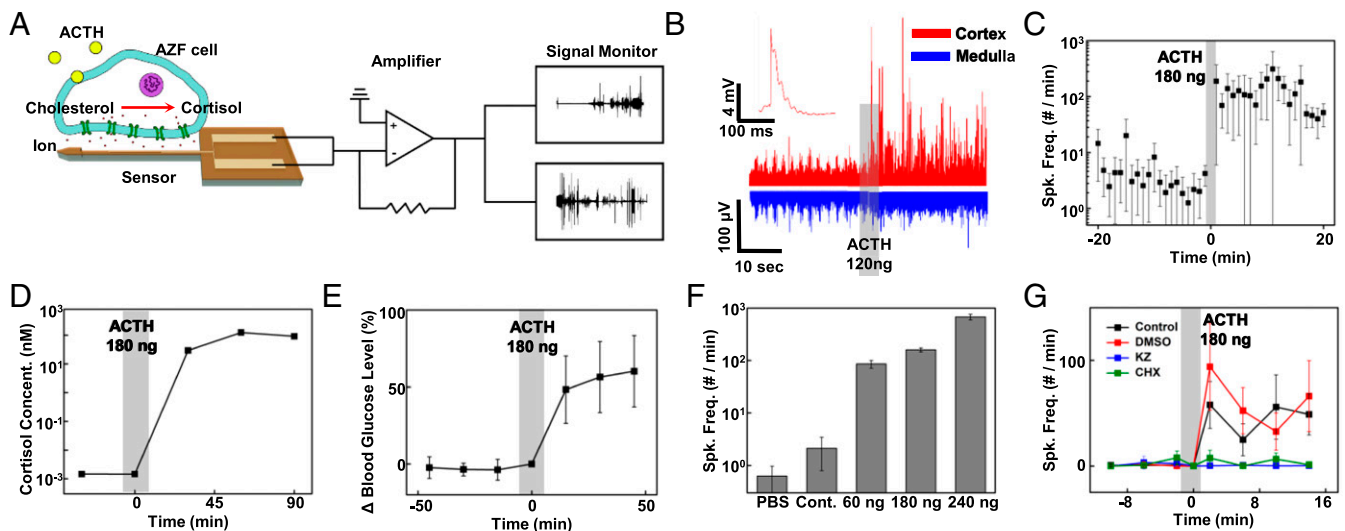 A
ACTH
AZF cell
Cholesterol
Cortisol
Ion
Sensor
Amplifier
+
-
Signal Monitor
B
Cortex
Medulla
4 mV
100 ms
100 µV
10 sec
ACTH
120ng
C
Spk. Freq. (# / min)
10³
10²
10¹
10⁰
ACTH
180 ng
-20
0
20
Time (min)
D
Cortisol Concent. (nM)
10³
10¹
10⁻¹
10⁻³
ACTH
180 ng
0
45
90
Time (min)
E
Δ Blood Glucose Level (%)
100
50
0
ACTH
180 ng
-50
0
50
Time (min)
F
Spk. Freq. (# / min)
10³
10²
10¹
10⁰
PBS Cont. 60 ng 180 ng 240 ng
G
Spk. Freq. (# / min)
100
0
Control
DMSO
KZ
CHX
ACTH
180 ng
-8
0
8
16
Time (min)